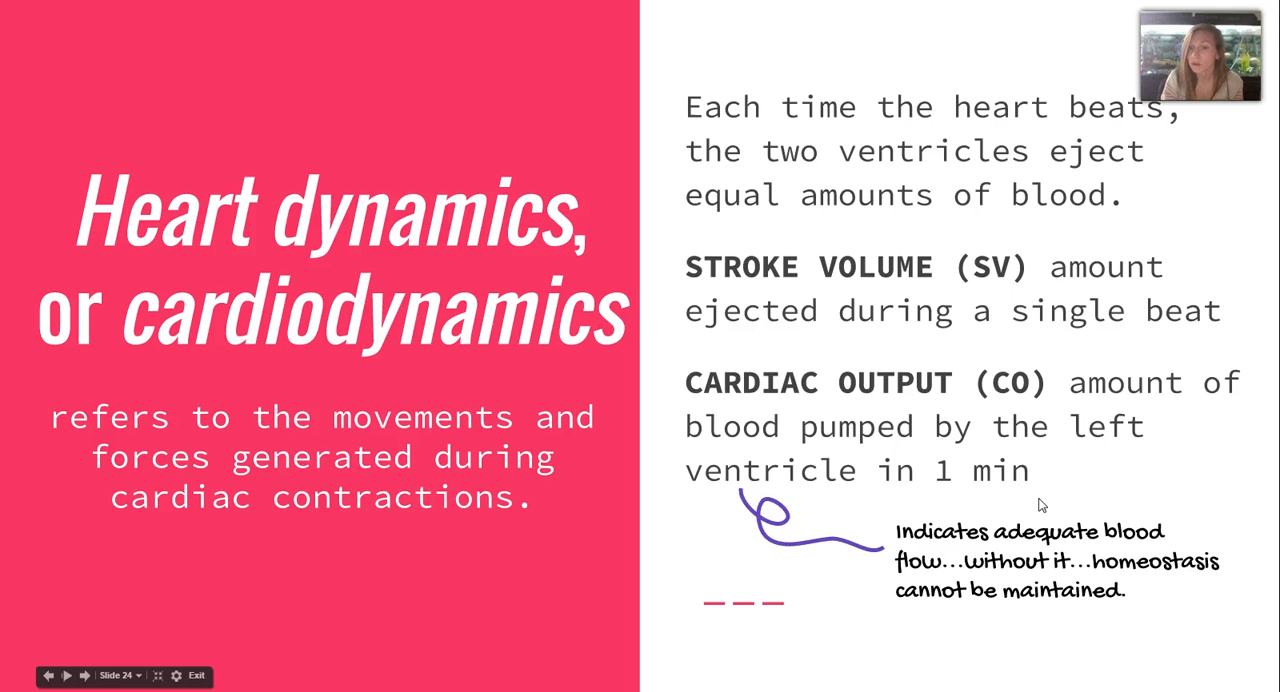 Heart dynamics,
or cardiodynamics
refers to the movements and
forces generated during
cardiac contractions.
Each time the heart beats,
the two ventricles eject
equal amounts of blood.
STROKE VOLUME (SV) amount
ejected during a single beat
CARDIAC OUTPUT (CO) amount of
blood pumped by the left
ventricle in 1 min
Indicates adequate blood
flow...without it...homeostasis
cannot be maintained.
Slide 24
Exit